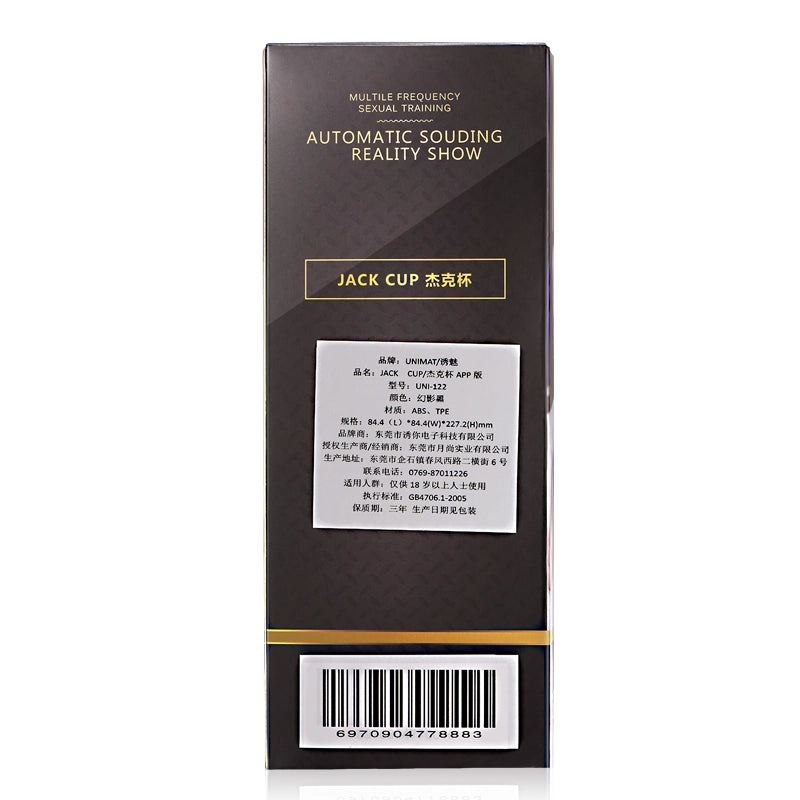 MULTILE FREQUENCY
SEXUAL TRAINING
AUTOMATIC SOUDING
REALITY SHOW
JACK CUP 杰克杯
品牌：UNIMAT/诱魅
品名：JACK CUP/杰克杯 APP 版
型号：UNI-122
颜色：幻影黑
材质：ABS、TPE
规格：84.4（L）*84.4(W)*227.2(H)mm
品牌商：东莞市诱你电子科技有限公司
授权生产商/经销商：东莞市月尚实业有限公司
生产地址：东莞市企石镇春风西路二横街 6 号
联系电话：0769-87011226
适用人群：仅供 18 岁以上人士使用
执行标准：GB4706.1-2005
保质期：三年 生产日期见包装
6970904778883